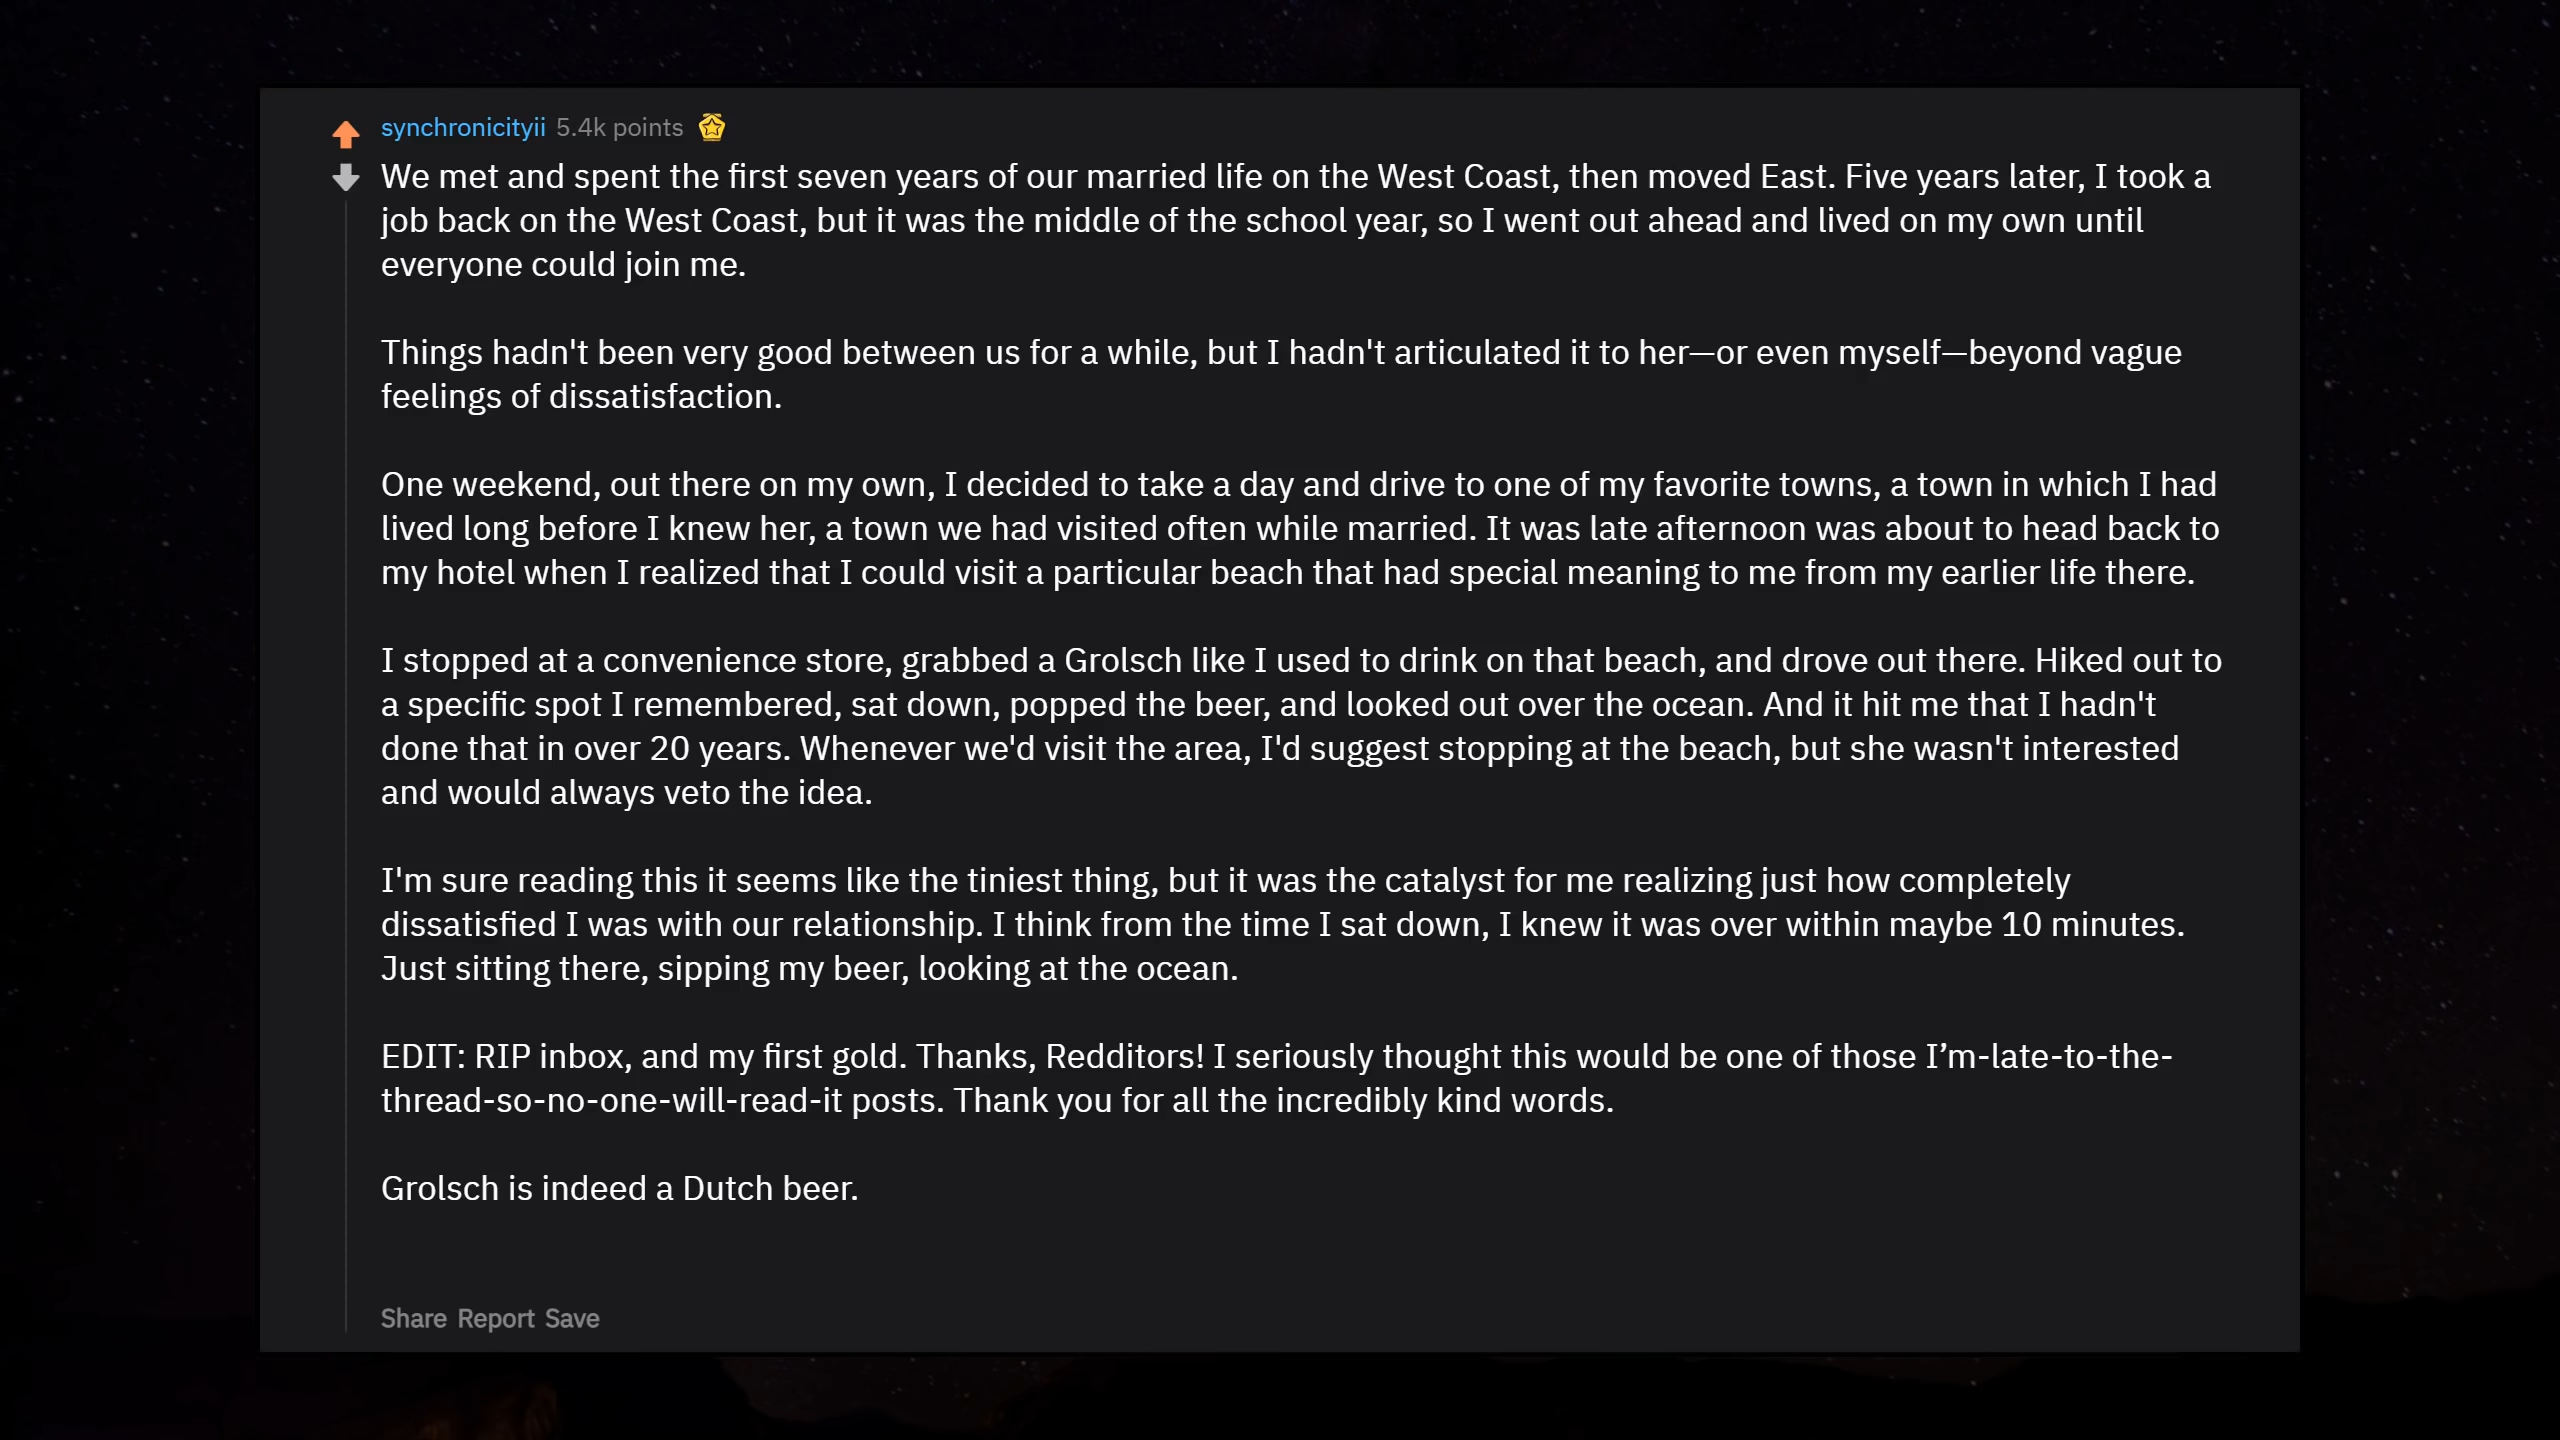 synchronicityii 5.4k points
We met and spent the first seven years of our married life on the West Coast, then moved East. Five years later, I took a
job back on the West Coast, but it was the middle of the school year, so I went out ahead and lived on my own until
everyone could join me.
Things hadn't been very good between us for a while, but I hadn't articulated it to her—or even myself—beyond vague
feelings of dissatisfaction.
One weekend, out there on my own, I decided to take a day and drive to one of my favorite towns, a town in which I had
lived long before I knew her, a town we had visited often while married. It was late afternoon was about to head back to
my hotel when I realized that I could visit a particular beach that had special meaning to me from my earlier life there.
I stopped at a convenience store, grabbed a Grolsch like I used to drink on that beach, and drove out there. Hiked out to
a specific spot I remembered, sat down, popped the beer, and looked out over the ocean. And it hit me that I hadn't
done that in over 20 years. Whenever we'd visit the area, I'd suggest stopping at the beach, but she wasn't interested
and would always veto the idea.
I'm sure reading this it seems like the tiniest thing, but it was the catalyst for me realizing just how completely
dissatisfied I was with our relationship. I think from the time I sat down, I knew it was over within maybe 10 minutes.
Just sitting there, sipping my beer, looking at the ocean.
EDIT: RIP inbox, and my first gold. Thanks, Redditors! I seriously thought this would be one of those I’m-late-to-the-
thread-so-no-one-will-read-it posts. Thank you for all the incredibly kind words.
Grolsch is indeed a Dutch beer.
Share Report Save